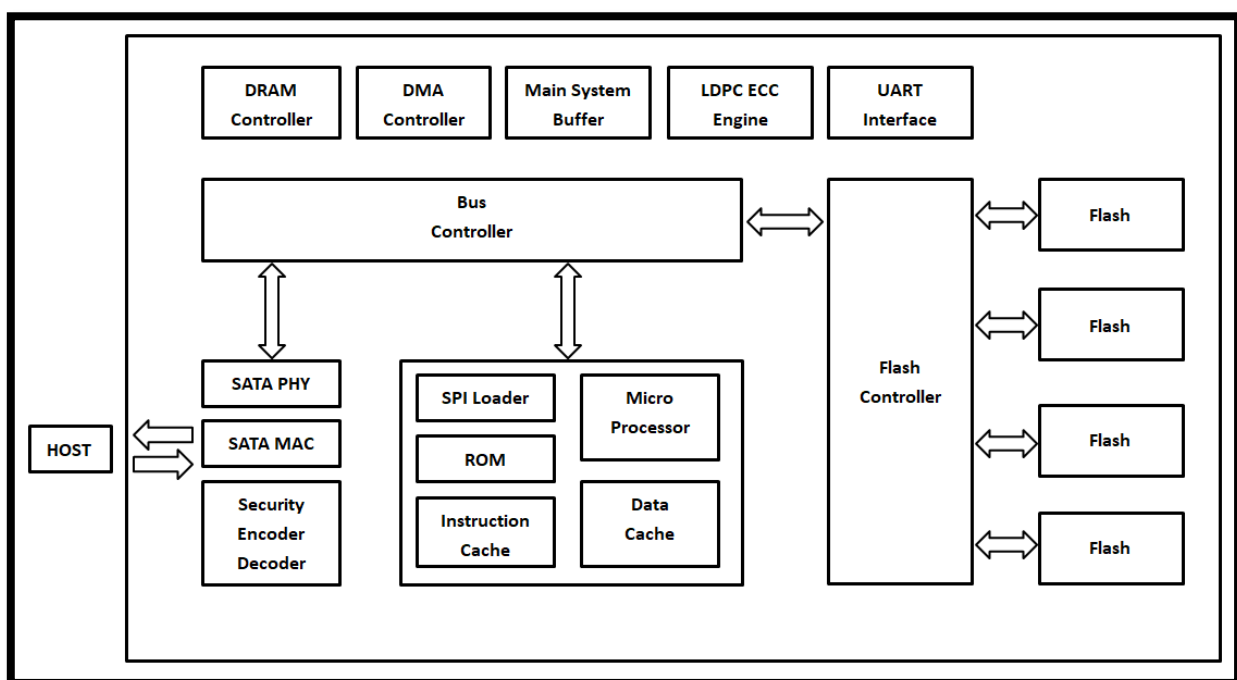 DRAM
Controller
DMA
Controller
Main System
Buffer
LDPC ECC
Engine
UART
Interface
Bus
Controller
Flash
Controller
Flash
Flash
Flash
Flash
HOST
SATA PHY
SATA MAC
Security
Encoder
Decoder
SPI Loader
ROM
Instruction
Cache
Micro
Processor
Data
Cache